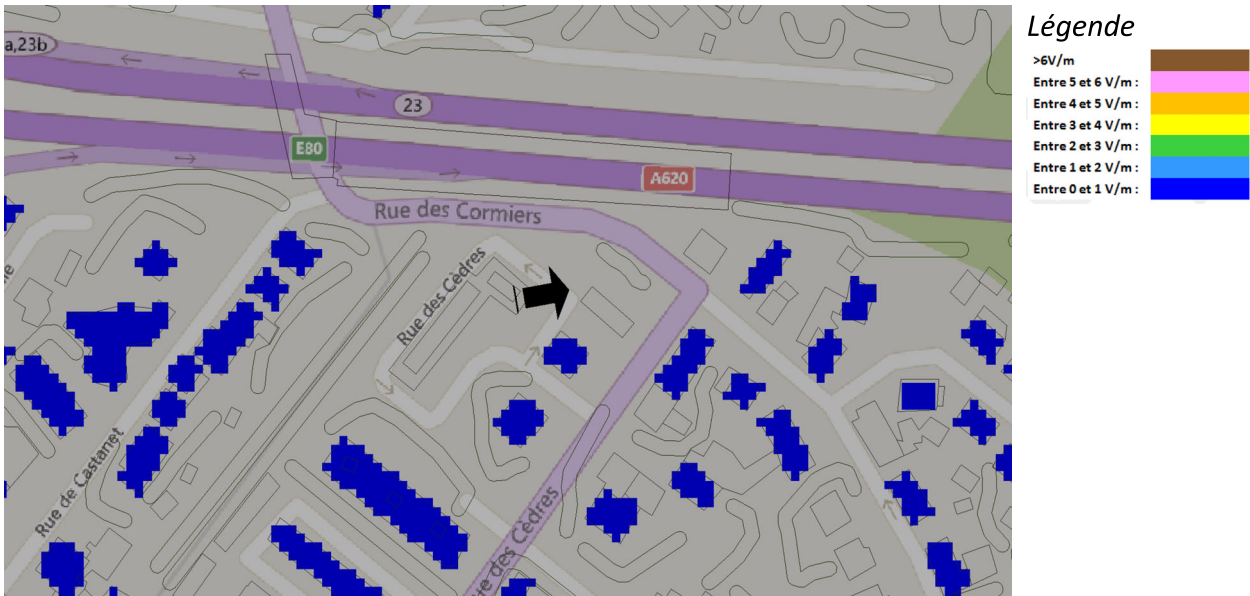 a,23b
23
E80
A620
Rue des Cormiers
Rue des Cèdres
Rue de Castanet
ue des Cèdres
ne
Légende
>6V/m
Entre 5 et 6 V/m :
Entre 4 et 5 V/m :
Entre 3 et 4 V/m :
Entre 2 et 3 V/m :
Entre 1 et 2 V/m :
Entre 0 et 1 V/m :